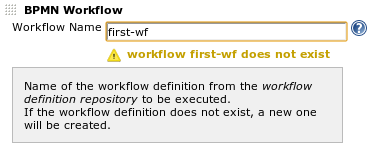 BPMN Workflow
Workflow Name first-wf
workflow first-wf does not exist
Name of the workflow definition from the workflow
definition repository to be executed.
If the workflow definition does not exist, a new one
will be created.